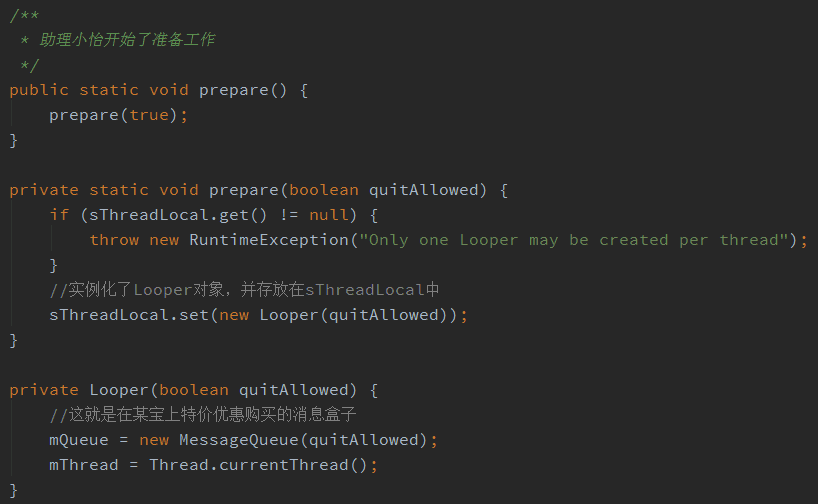 /**
 * 助理小怡开始了准备工作
 */
public static void prepare() {
    prepare(true);
}

private static void prepare(boolean quitAllowed) {
    if (sThreadLocal.get() != null) {
        throw new RuntimeException("Only one Looper may be created per thread");
    }
    //实例化了Looper对象，并存放在sThreadLocal中
    sThreadLocal.set(new Looper(quitAllowed));
}

private Looper(boolean quitAllowed) {
    //这就是在某宝上特价优惠购买的消息盒子
    mQueue = new MessageQueue(quitAllowed);
    mThread = Thread.currentThread();
}